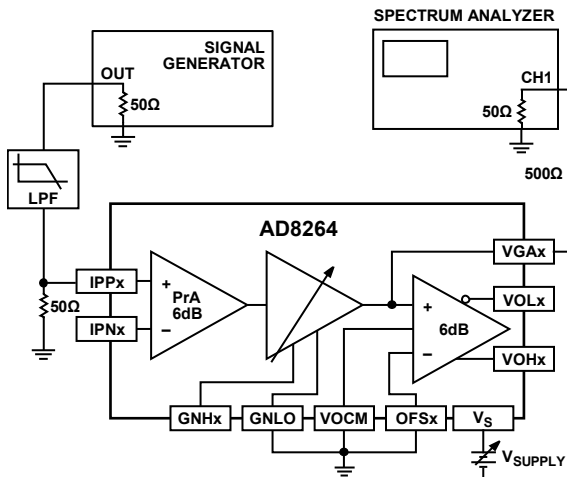 SPECTRUM ANALYZER
SIGNAL
GENERATOR
OUT
50Ω
CH1
50Ω
500Ω
LPF
AD8264
IPPx
VGAx
PrA
6dB
+
–
+
–
6dB
VOLx
50Ω
IPNx
VOHx
GNHx
GNLO
VOCM
OFSx
VS
VSUPPLY